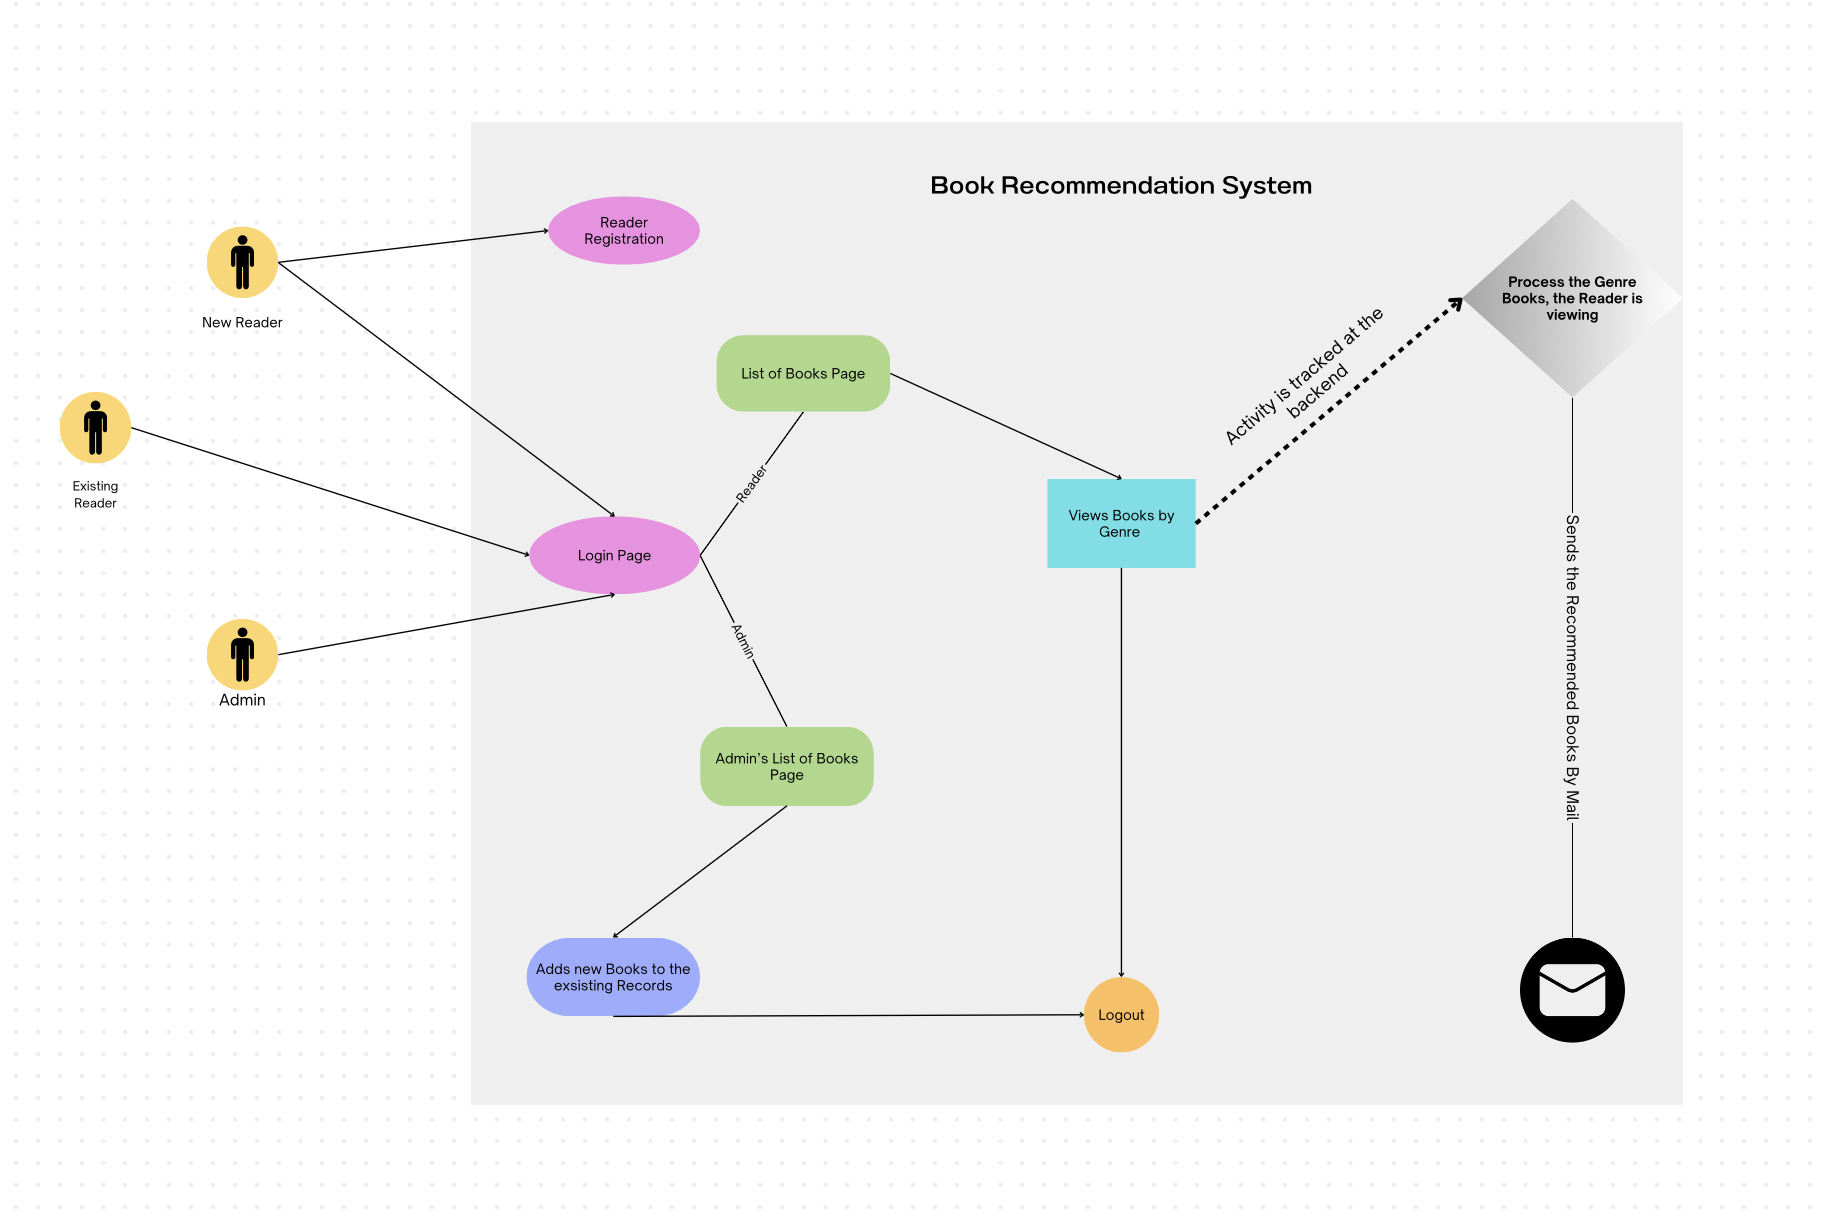 Book Recommendation System
Reader
Registration
New Reader
Process the Genre
Books, the Reader is
viewing
Activity is tracked at the
backend
List of Books Page
Existing
Reader
Reader
Views Books by
Genre
Login Page
Admin
Admin
Sends the Recommended Books By Mail
Admin’s List of Books
Page
Adds new Books to the
exsisting Records
Logout